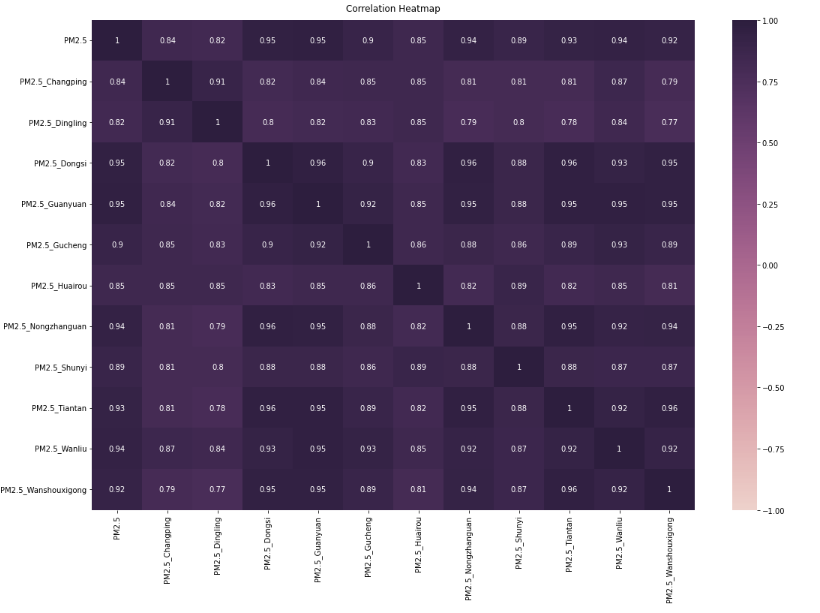 Correlation Heatmap
PM2.5 1 0.84 0.82 0.95 0.95 0.9 0.85 0.94 0.89 0.93 0.94 0.92
PM2.5_Changping 0.84 1 0.91 0.82 0.84 0.85 0.85 0.81 0.81 0.81 0.87 0.79
PM2.5_Dingling 0.82 0.91 1 0.8 0.82 0.83 0.85 0.79 0.8 0.78 0.84 0.77
PM2.5_Dongsi 0.95 0.82 0.8 1 0.96 0.9 0.83 0.96 0.88 0.96 0.93 0.95
PM2.5_Guanyuan 0.95 0.84 0.82 0.96 1 0.92 0.85 0.95 0.88 0.95 0.95 0.95
PM2.5_Gucheng 0.9 0.85 0.83 0.9 0.92 1 0.86 0.88 0.86 0.89 0.93 0.89
PM2.5_Huairou 0.85 0.85 0.85 0.83 0.85 0.86 1 0.82 0.89 0.82 0.85 0.81
PM2.5_Nongzhanguan 0.94 0.81 0.79 0.96 0.95 0.88 0.82 1 0.88 0.95 0.92 0.94
PM2.5_Shunyi 0.89 0.81 0.8 0.88 0.88 0.86 0.89 0.88 1 0.88 0.87 0.87
PM2.5_Tiantan 0.93 0.81 0.78 0.96 0.95 0.89 0.82 0.95 0.88 1 0.92 0.96
PM2.5_Wanliu 0.94 0.87 0.84 0.93 0.95 0.93 0.85 0.92 0.87 0.92 1 0.92
PM2.5_Wanshouxigong 0.92 0.79 0.77 0.95 0.95 0.89 0.81 0.94 0.87 0.96 0.92 1
PM2.5
PM2.5_Changping
PM2.5_Dingling
PM2.5_Dongsi
PM2.5_Guanyuan
PM2.5_Gucheng
PM2.5_Huairou
PM2.5_Nongzhanguan
PM2.5_Shunyi
PM2.5_Tiantan
PM2.5_Wanliu
PM2.5_Wanshouxigong
1.00
0.75
0.50
0.25
0.00
−0.25
−0.50
−0.75
−1.00